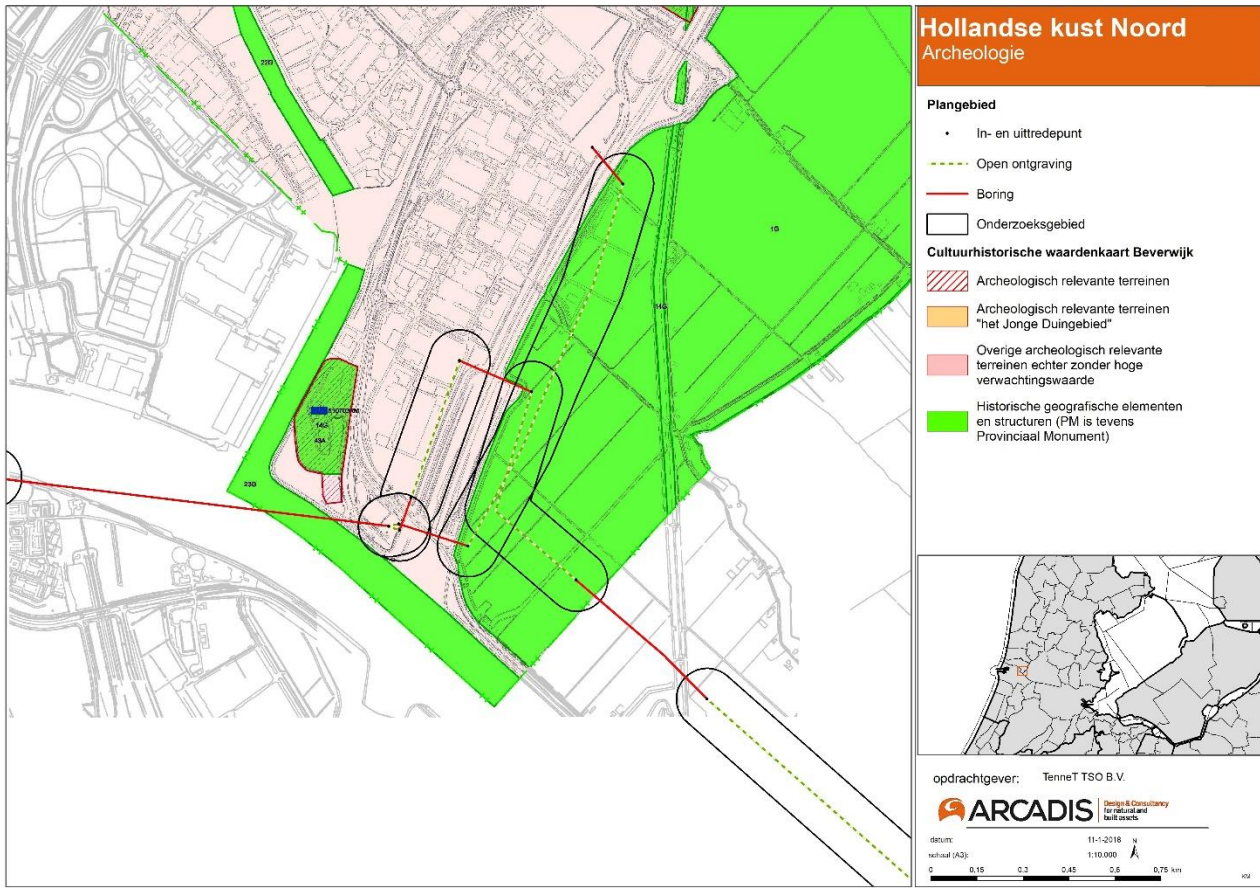 22G
1G
14G
14G
43A
23G
Hollandse kust Noord
Archeologie
Plangebied
In- en uittredepunt
Open ontgraving
Boring
Onderzoeksgebied
Cultuurhistorische waardenkaart Beverwijk
Archeologisch relevante terreinen
Archeologisch relevante terreinen
"het Jonge Duingebied"
Overige archeologisch relevante
terreinen echter zonder hoge
verwachtingswaarde
Historische geografische elementen
en structuren (PM is tevens
Provinciaal Monument)
opdrachtgever: TenneT TSO B.V.
ARCADIS
Design & Consultancy
for natural and
built assets
datum: 11-1-2018
N
schaal (A3): 1:10.000
0 0,15 0,3 0,45 0,6 0,75 km